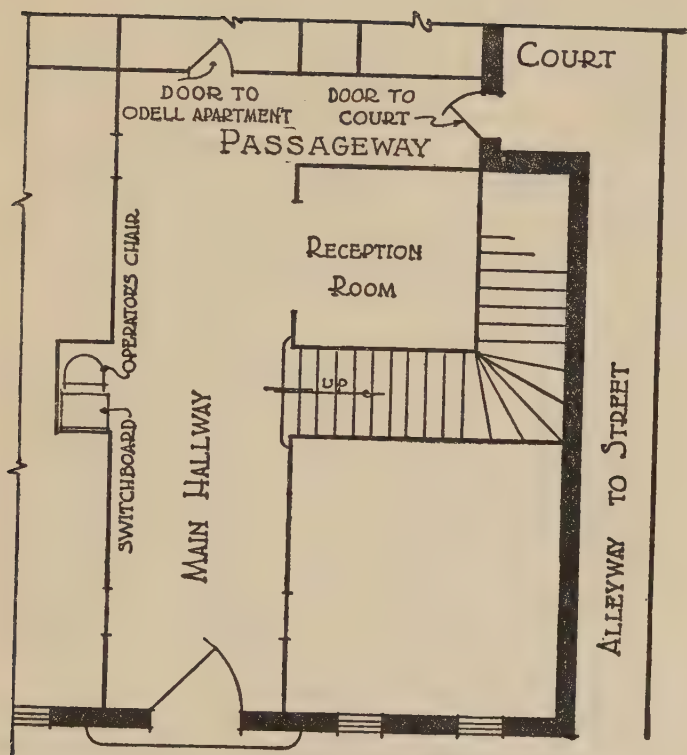 COURT
DOOR TO
ODELL APARTMENT
DOOR TO
COURT
PASSAGEWAY
RECEPTION
ROOM
OPERATOR'S CHAIR
UP
SWITCHBOARD
MAIN HALLWAY
ALLEYWAY TO STREET